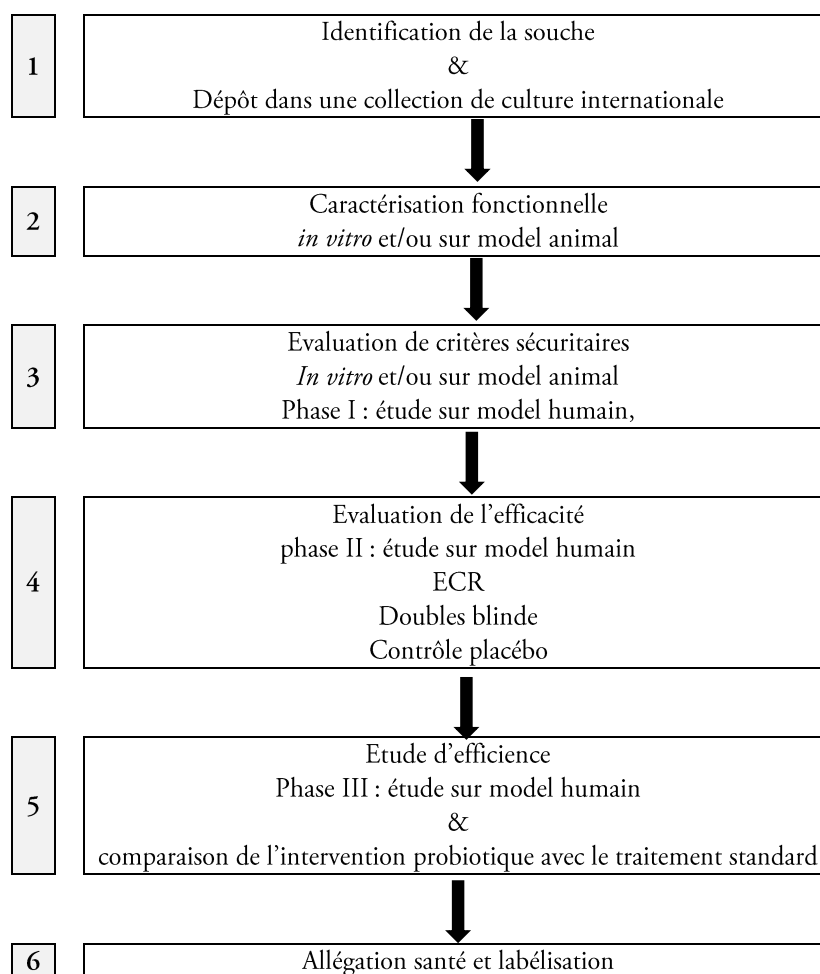 1
Identification de la souche
&
Dépôt dans une collection de culture internationale
2
Caractérisation fonctionnelle
in vitro et/ou sur model animal
3
Evaluation de critères sécuritaires
In vitro et/ou sur model animal
Phase I : étude sur model humain,
4
Evaluation de l’efficacité
phase II : étude sur model humain
ECR
Doubles blinde
Contrôle placébo
5
Etude d’efficience
Phase III : étude sur model humain
&
comparaison de l’intervention probiotique avec le traitement standard
6
Allégation santé et labélisation